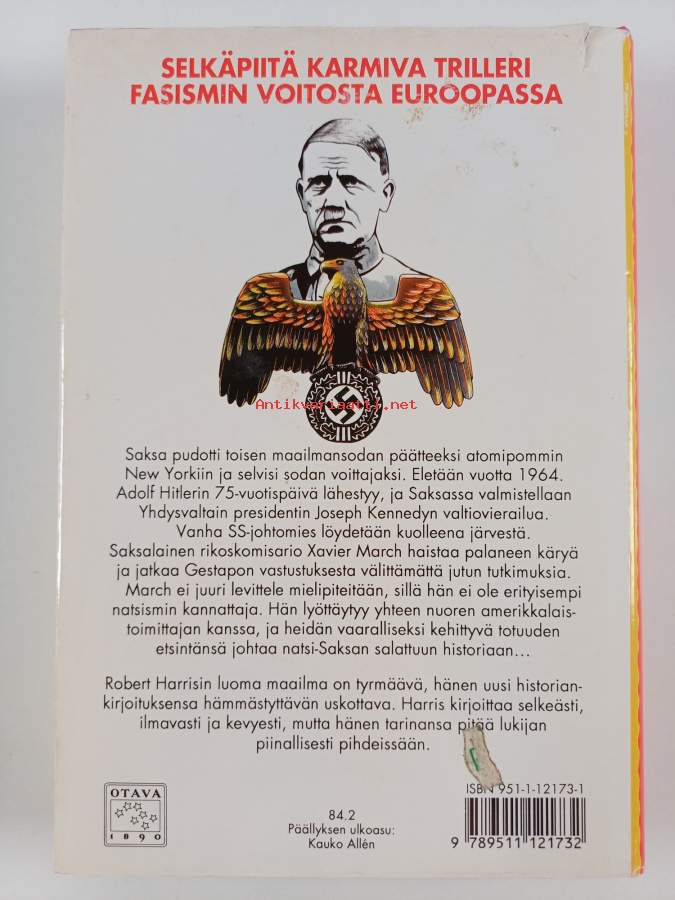 SELKÄPIITÄ KARMIVA TRILLERI
FASISMIN VOITOSTA EUROOPASSA
Antikvariaatti.net
Saksa pudotti toisen maailmansodan päätteeksi atomipommin
New Yorkiin ja selvisi sodan voittajaksi. Eletään vuotta 1964.
Adolf Hitlerin 75-vuotispäivä lähestyy, ja Saksassa valmistellaan
Yhdysvaltain presidentin Joseph Kennedyn valtiovierailua.
Vanha SS-johtomies löydetään kuolleena järvestä.
Saksalainen rikoskomisario Xavier March haistaa palaneen käryä
ja jatkaa Gestapon vastustuksesta välittämättä jutun tutkimuksia.
March ei juuri levittele mielipiteitään, sillä hän ei ole erityisempi
natsismin kannattaja. Hän lyöttäytyy yhteen nuoren amerikkalais-
toimittajan kanssa, ja heidän vaaralliseksi kehittyvä totuuden
etsintänsä johtaa natsi-Saksan salattuun historiaan...
Robert Harrisin luoma maailma on tyrmäävä, hänen uusi historian-
kirjoituksensa hämmästyttävän uskottava. Harris kirjoittaa selkeästi,
ilmavasti ja kevyesti, mutta hänen tarinansa pitää lukijan
piinallisesti pihdeissään.
OTAVA
1890
84.2
Päällyksen ulkoasu:
Kauko Allén
ISBN 951-1-12173-1
9 789511 121732